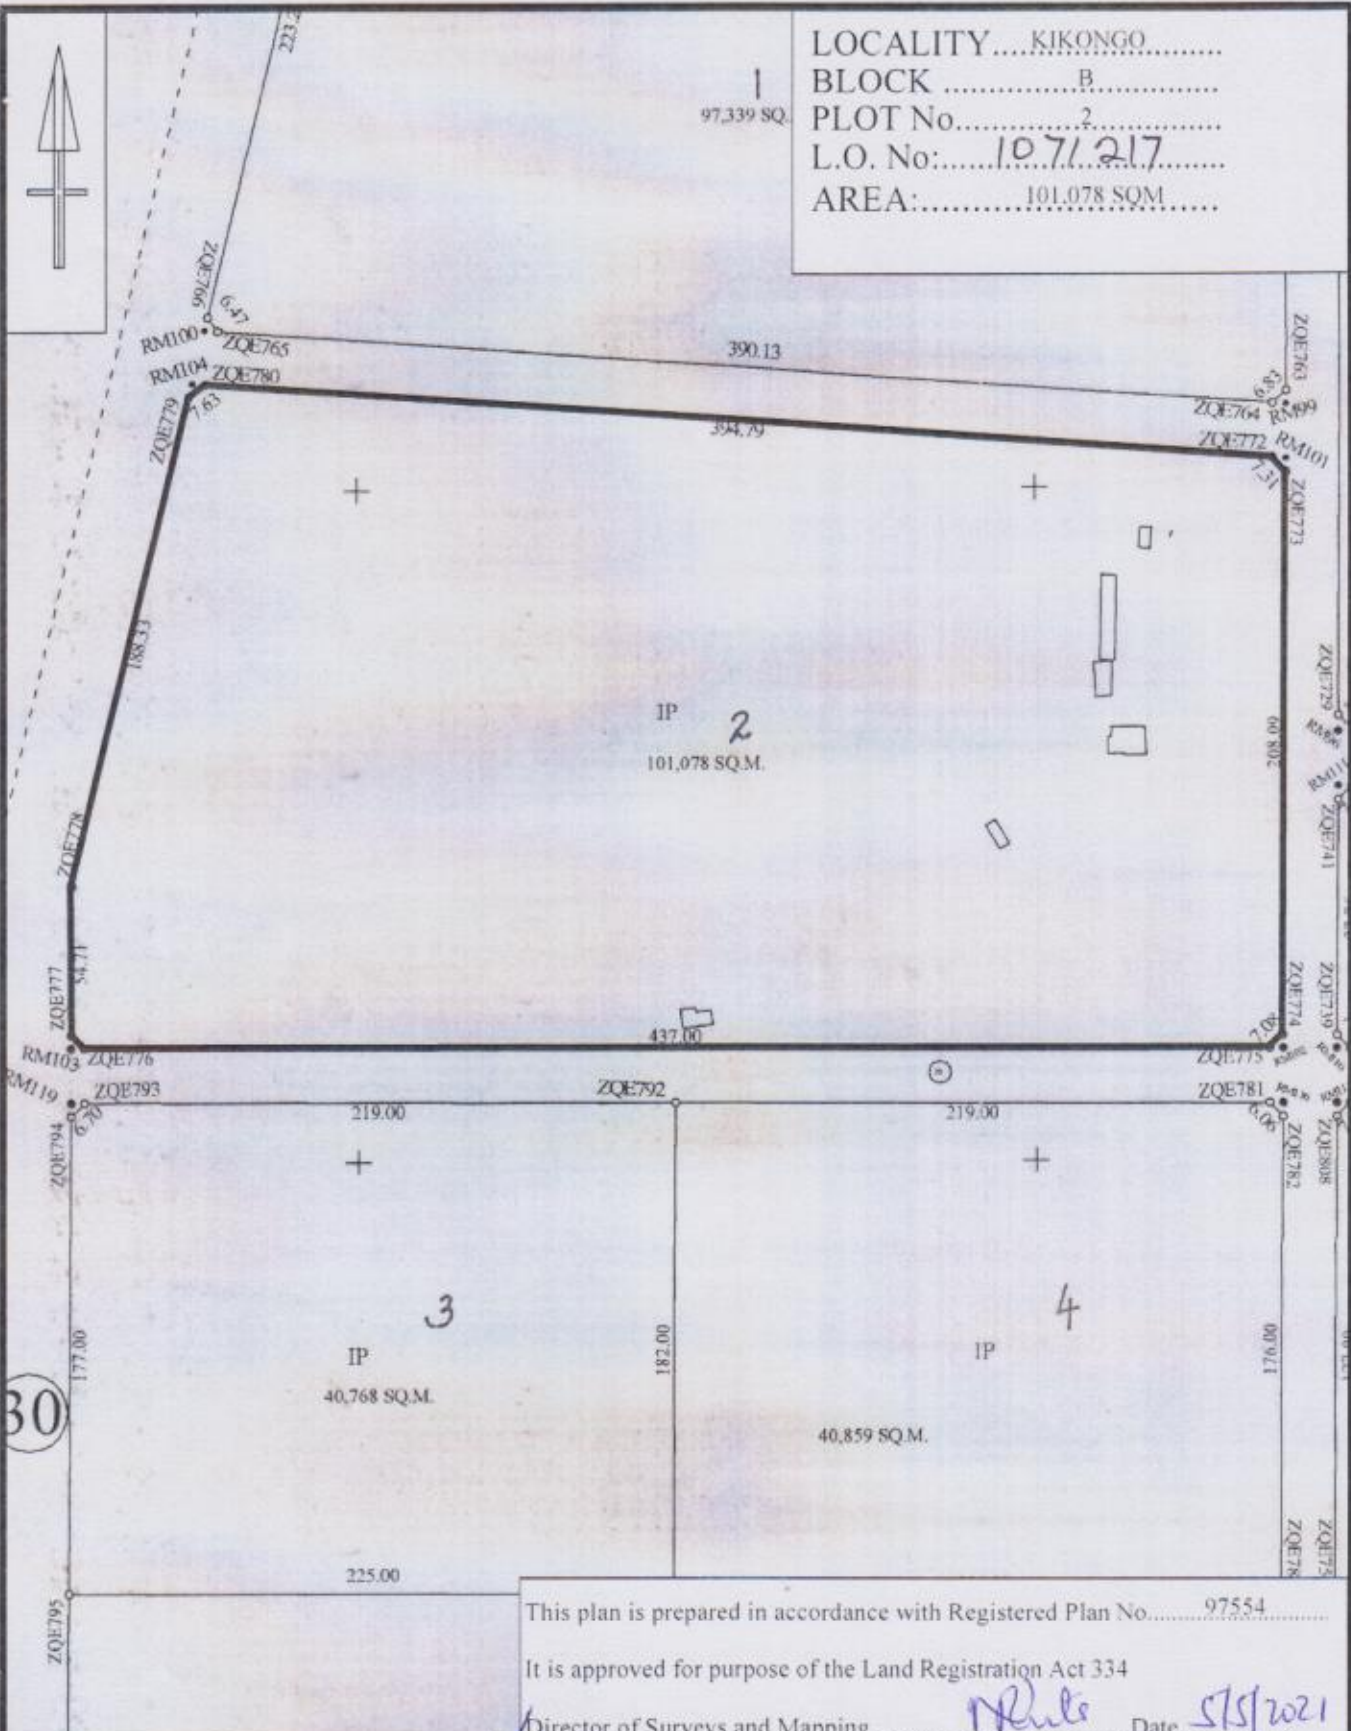 LOCALITY....KIKONGO..........
BLOCK ..............B..............
PLOT No..............2..............
L.O. No:.....1071217.......
AREA:...........101,078 SQM......
223.2
1
97,339 SQ.
ZQE766
6.47
RM100
ZQE765
390.13
ZQE763
6.83
ZQE764
RM99
RM104
ZQE780
ZQE779
7.63
394.79
ZQE772
RM101
7.31
ZQE773
188.33
208.00
IP
2
101,078 SQ.M.
ZQE729
RM111
ZQE741
ZQE778
54.71
ZQE777
RM103
ZQE776
437.00
7.08
ZQE774
ZQE739
ZQE775
RM119
ZQE793
ZQE792
ZQE781
6.70
219.00
219.00
6.06
ZQE794
ZQE782
ZQE808
3
4
177.00
IP
182.00
IP
179.00
40,768 SQ.M.
30
40,859 SQ.M.
ZQE78
ZQE73
225.00
ZQE795
This plan is prepared in accordance with Registered Plan No.........97554............
It is approved for purpose of the Land Registration Act 334
Director of Surveys and Mapping Date 5/5/2021